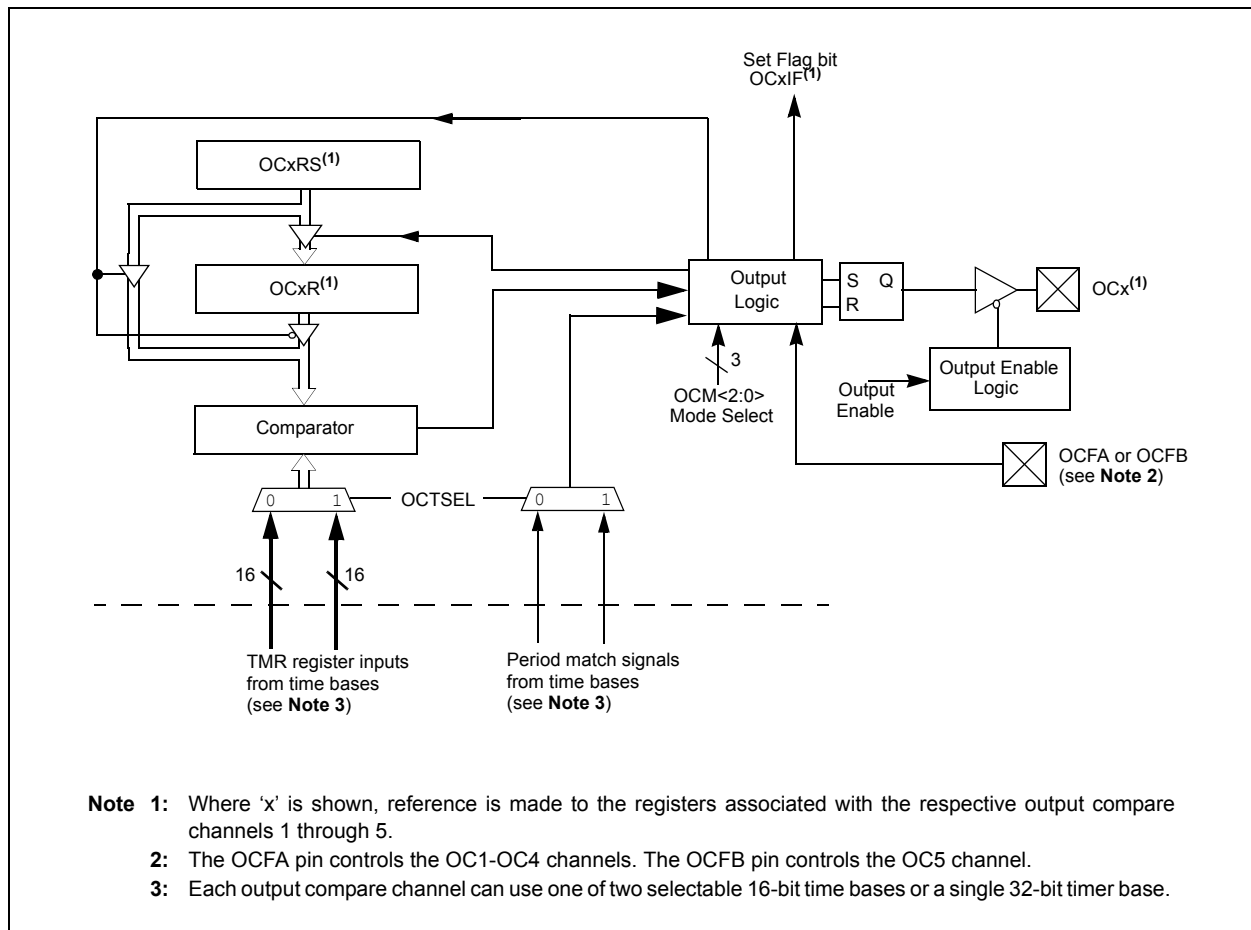 Set Flag bit
OCxIF(1)
OCxRS(1)
OCxR(1)
Output
Logic
S Q
R
OCx(1)
3
OCM<2:0>
Mode Select
Output
Enable
Output Enable
Logic
Comparator
OCFA or OCFB
(see Note 2)
0 1
OCTSEL
0 1
16
16
TMR register inputs
from time bases
(see Note 3)
Period match signals
from time bases
(see Note 3)
Note 1: Where ‘x’ is shown, reference is made to the registers associated with the respective output compare
channels 1 through 5.
2: The OCFA pin controls the OC1-OC4 channels. The OCFB pin controls the OC5 channel.
3: Each output compare channel can use one of two selectable 16-bit time bases or a single 32-bit timer base.